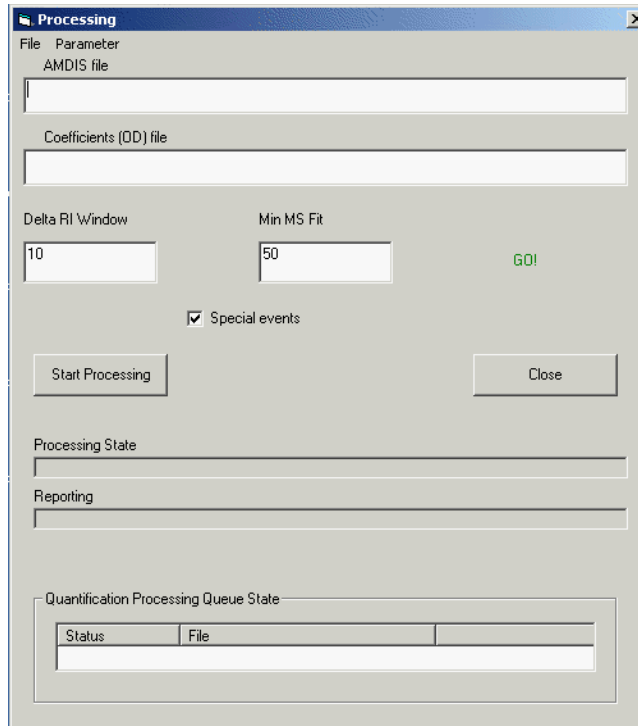 Processing
File Parameter
AMDIS file
Coefficients (OD) file
Delta RI Window Min MS Fit
10 50 GO!
Special events
Start Processing Close
Processing State
Reporting
Quantification Processing Queue State
Status File